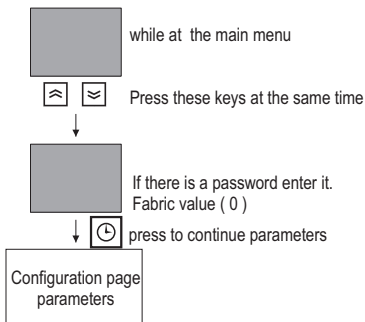 while at the main menu
Press these keys at the same time
If there is a password enter it.
Fabric value ( 0 )
press to continue parameters
Configuration page
parameters